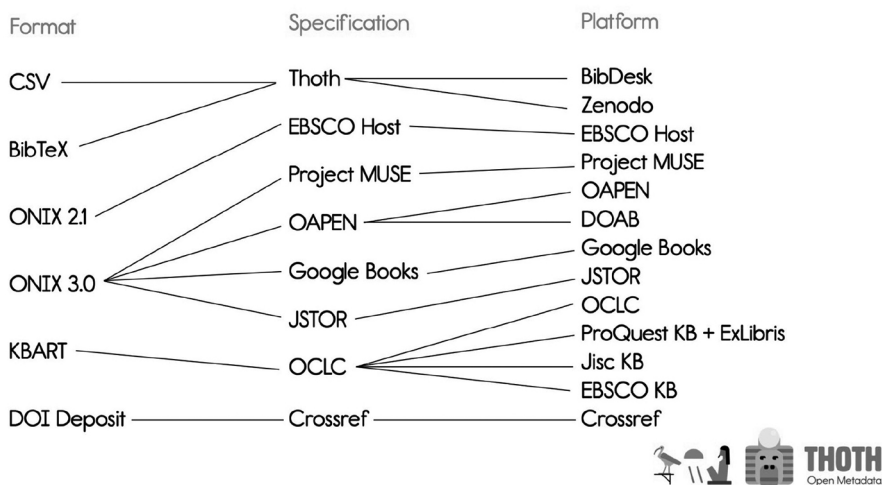 Format
Specification
Platform
CSV
BibTeX
ONIX 2.1
ONIX 3.0
KBART
DOI Deposit
Thoth
EBSCO Host
Project MUSE
OAPEN
Google Books
JSTOR
OCLC
Crossref
BibDesk
Zenodo
EBSCO Host
Project MUSE
OAPEN
DOAB
Google Books
JSTOR
OCLC
ProQuest KB + ExLibris
Jisc KB
EBSCO KB
Crossref
THOTH
Open Metadata